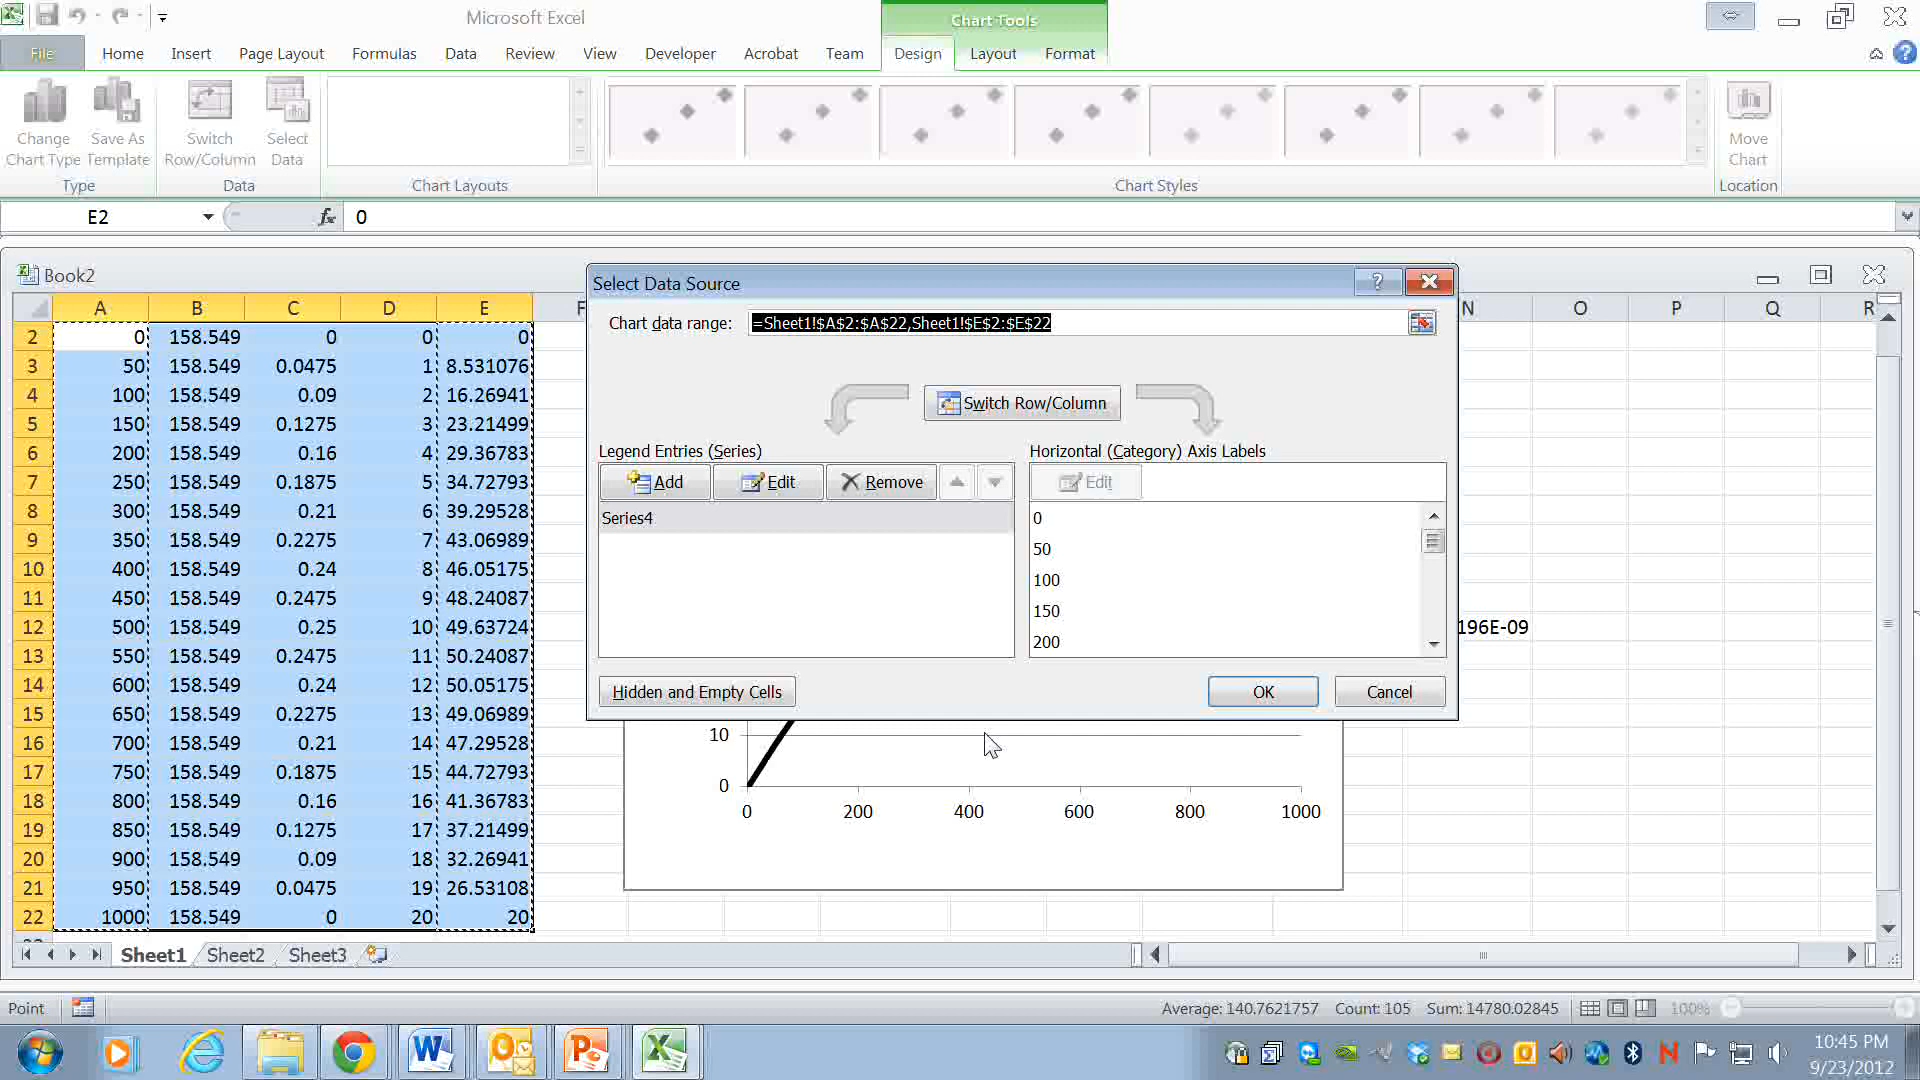 Microsoft Excel
Chart Tools
File Home Insert Page Layout Formulas Data Review View Developer Acrobat Team Design Layout Format
Change Chart Type
Save As Template
Switch Row/Column
Select Data
Move Chart
Type Data Chart Layouts Chart Styles Location
E2 fx 0
Book2
A B C D E F N O P Q R
2 0 158.549 0 0 0
3 50 158.549 0.0475 1 8.531076
4 100 158.549 0.09 2 16.26941
5 150 158.549 0.1275 3 23.21499
6 200 158.549 0.16 4 29.36783
7 250 158.549 0.1875 5 34.72793
8 300 158.549 0.21 6 39.29528
9 350 158.549 0.2275 7 43.06989
10 400 158.549 0.24 8 46.05175
11 450 158.549 0.2475 9 48.24087
12 500 158.549 0.25 10 49.63724 196E-09
13 550 158.549 0.2475 11 50.24087
14 600 158.549 0.24 12 50.05175
15 650 158.549 0.2275 13 49.06989
16 700 158.549 0.21 14 47.29528
17 750 158.549 0.1875 15 44.72793
18 800 158.549 0.16 16 41.36783
19 850 158.549 0.1275 17 37.21499
20 900 158.549 0.09 18 32.26941
21 950 158.549 0.0475 19 26.53108
22 1000 158.549 0 20 20
Select Data Source
?
Chart data range: =Sheet1!$A$2:$A$22,Sheet1!$E$2:$E$22
Switch Row/Column
Legend Entries (Series)
Add Edit Remove
Series4
Horizontal (Category) Axis Labels
Edit
0
50
100
150
200
Hidden and Empty Cells OK Cancel
10
0
0 200 400 600 800 1000
Sheet1 Sheet2 Sheet3
Point Average: 140.7621757 Count: 105 Sum: 14780.02845 100%
10:45 PM
9/23/2012